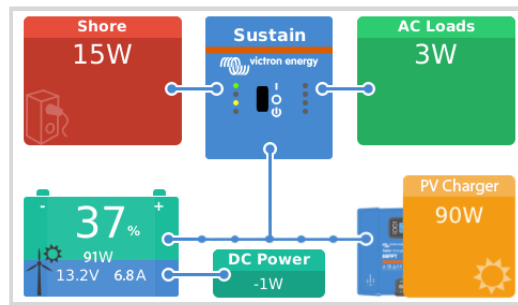 Shore
15W
Sustain
victron energy
AC Loads
3W
- +
37%
91W
13.2V 6.8A
DC Power
-1W
PV Charger
90W